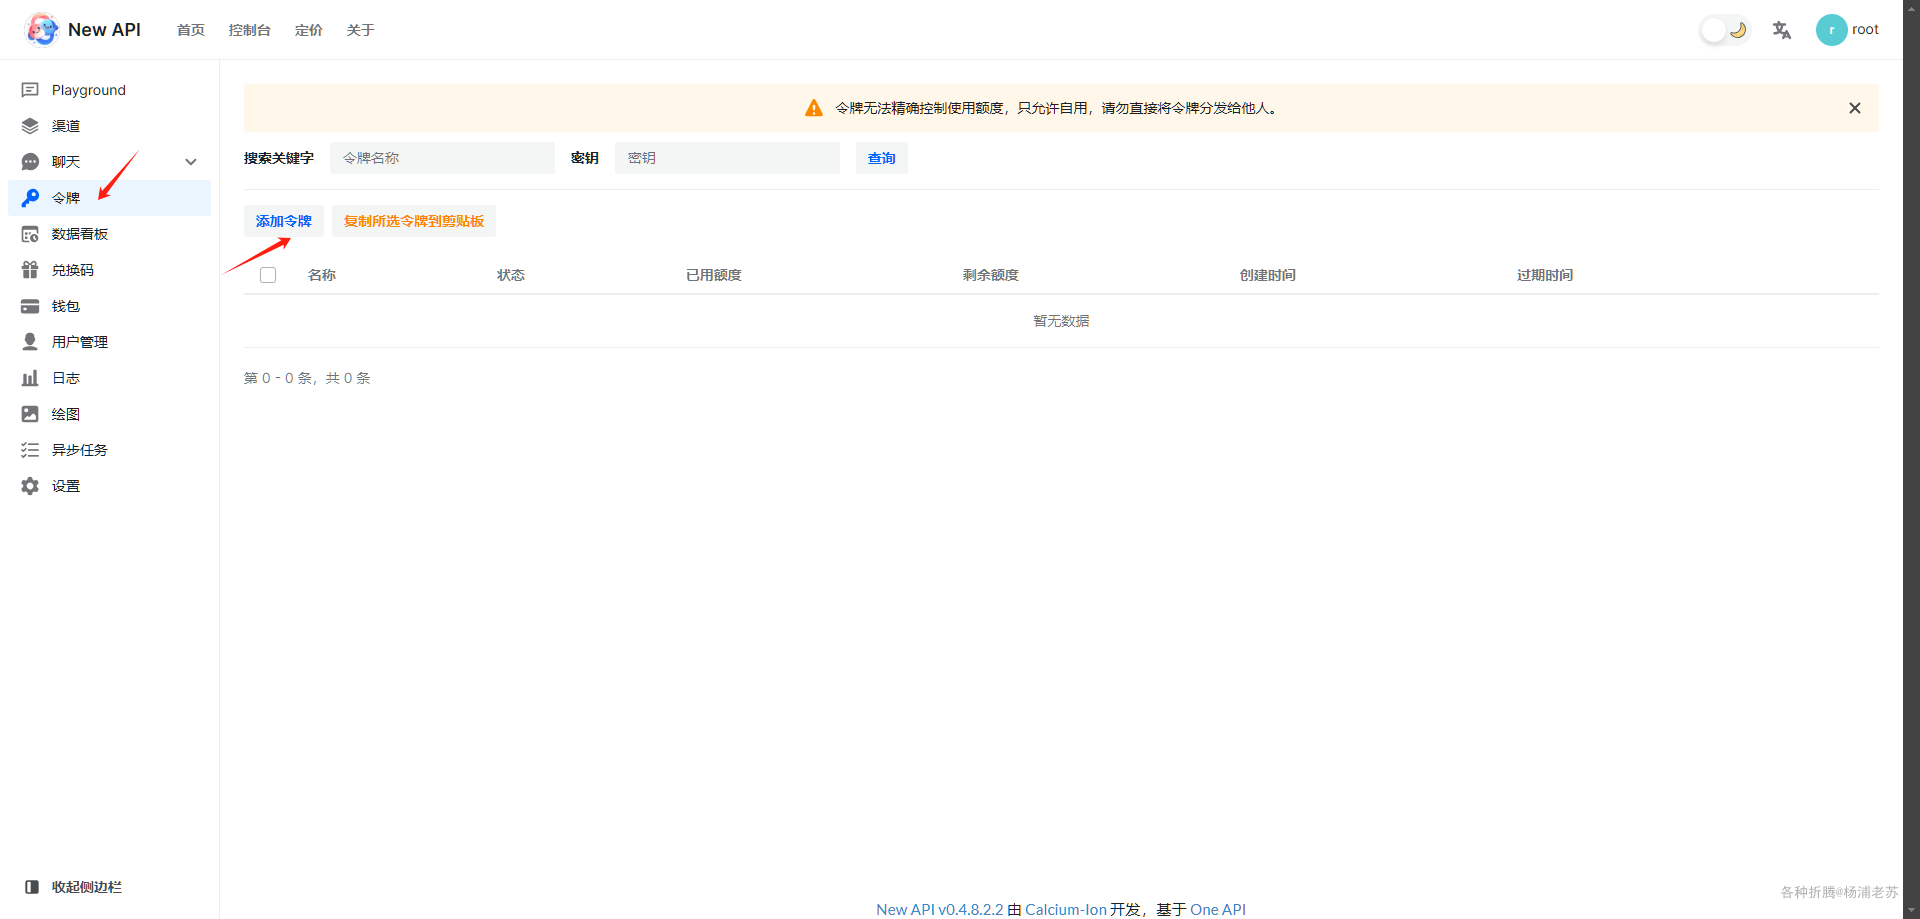 New API 首页 控制台 定价 关于 r root
Playground
渠道
聊天
令牌
数据看板
兑换码
钱包
用户管理
日志
绘图
异步任务
设置
收起侧边栏
令牌无法精确控制使用额度，只允许自用，请勿直接将令牌分发给他人。
搜索关键字 令牌名称 密钥 密钥 查询
添加令牌 复制所选令牌到剪贴板
名称 状态 已用额度 剩余额度 创建时间 过期时间
暂无数据
第 0 - 0 条，共 0 条
各种折腾@杨浦老苏
New API v0.4.8.2.2 由 Calcium-Ion 开发，基于 One API